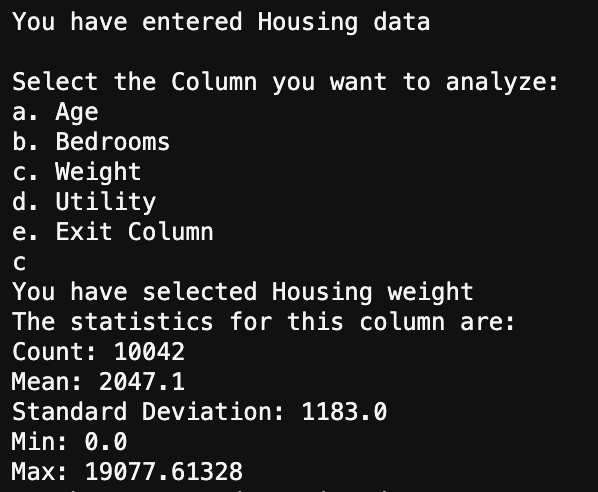 You have entered Housing data
Select the Column you want to analyze:
a. Age
b. Bedrooms
c. Weight
d. Utility
e. Exit Column
c
You have selected Housing weight
The statistics for this column are:
Count: 10042
Mean: 2047.1
Standard Deviation: 1183.0
Min: 0.0
Max: 19077.61328